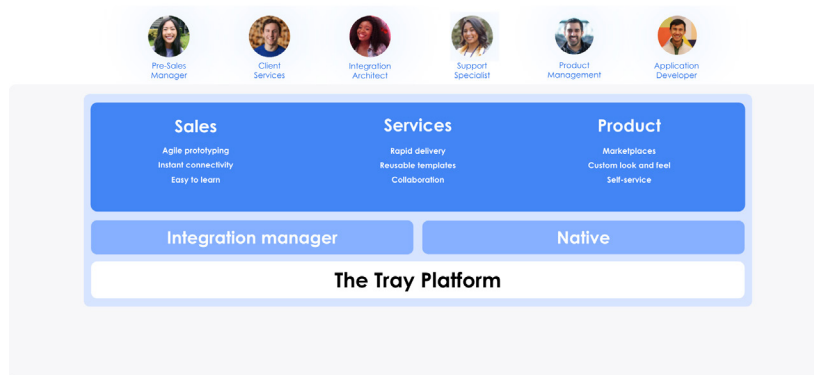 Pre-Sales
Manager
Client
Services
Integration
Architect
Support
Specialist
Product
Management
Application
Developer
Sales
Agile prototyping
Instant connectivity
Easy to learn
Services
Rapid delivery
Reusable templates
Collaboration
Product
Marketplaces
Custom look and feel
Self-service
Integration manager
Native
The Tray Platform